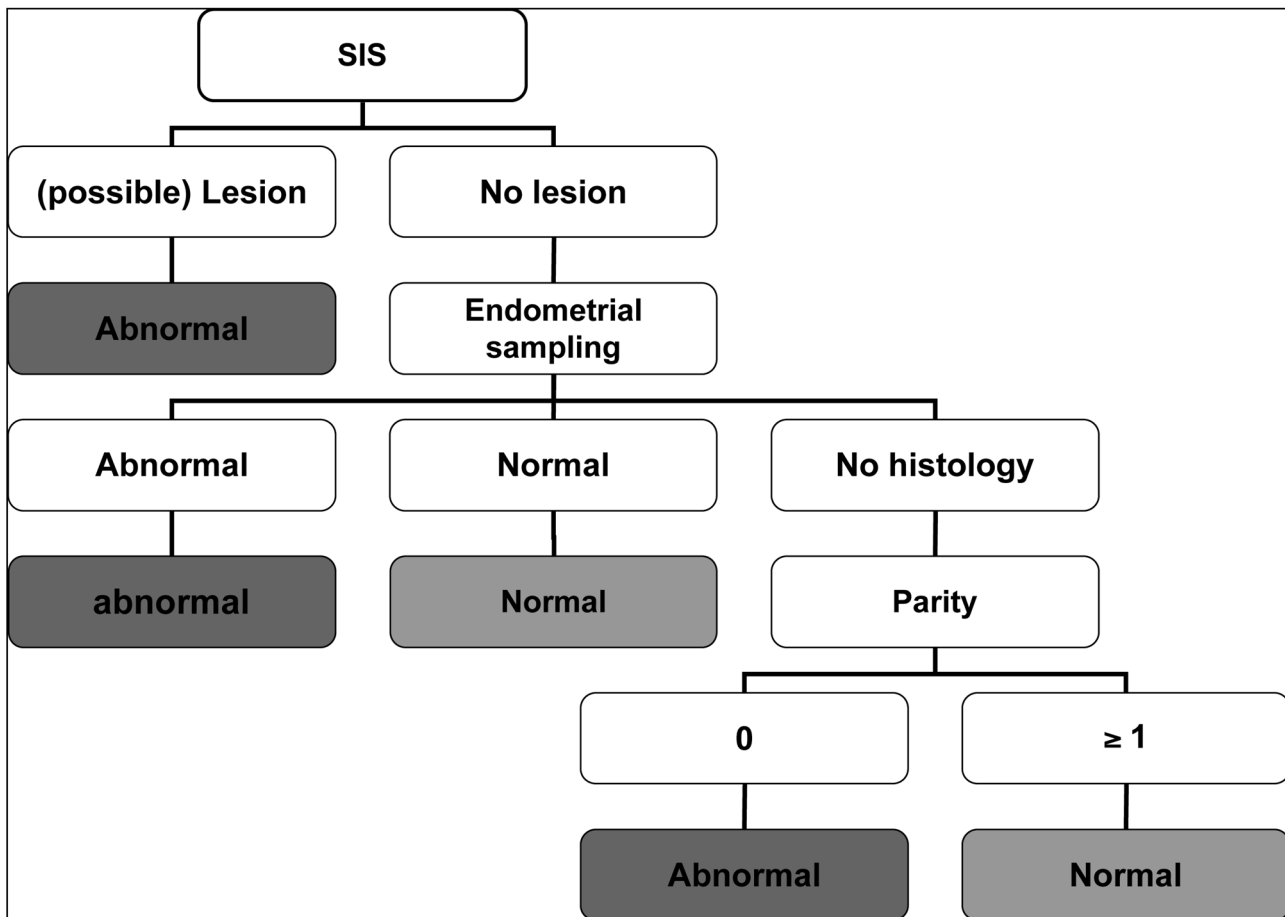 SIS
(possible) Lesion
No lesion
Abnormal
Endometrial
sampling
Abnormal
Normal
No histology
abnormal
Normal
Parity
0
≥ 1
Abnormal
Normal